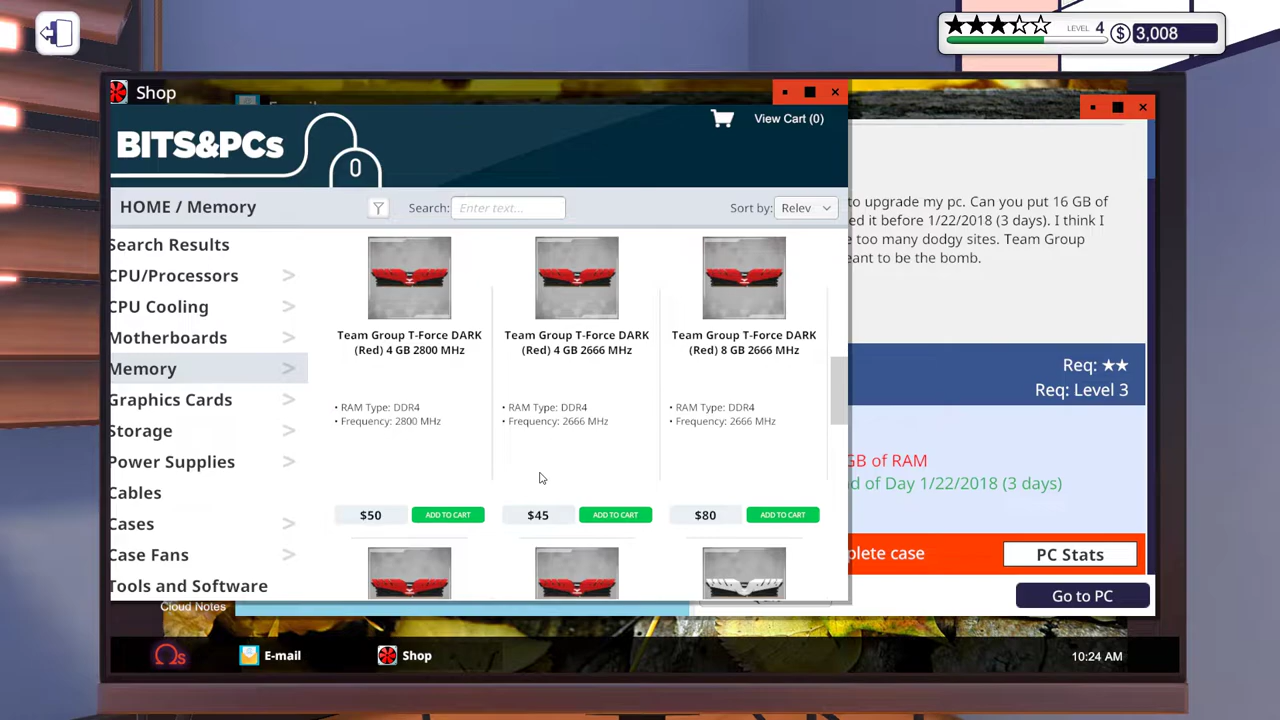 LEVEL 4 $ 3,008
Shop
BITS&PCs
View Cart (0)
HOME / Memory
Search: Enter text...
Sort by: Relev
Search Results
CPU/Processors >
CPU Cooling >
Motherboards >
Memory >
Graphics Cards >
Storage >
Power Supplies >
Cables
Cases >
Case Fans >
Tools and Software
Team Group T-Force DARK
(Red) 4 GB 2800 MHz
• RAM Type: DDR4
• Frequency: 2800 MHz
$50 ADD TO CART
Team Group T-Force DARK
(Red) 4 GB 2666 MHz
• RAM Type: DDR4
• Frequency: 2666 MHz
$45 ADD TO CART
Team Group T-Force DARK
(Red) 8 GB 2666 MHz
• RAM Type: DDR4
• Frequency: 2666 MHz
$80 ADD TO CART
to upgrade my pc. Can you put 16 GB of
ed it before 1/22/2018 (3 days). I think I
e too many dodgy sites. Team Group
eant to be the bomb.
Req: ★★
Req: Level 3
GB of RAM
d of Day 1/22/2018 (3 days)
plete case
PC Stats
Go to PC
Cloud Notes
Ωs
E-mail
Shop
10:24 AM